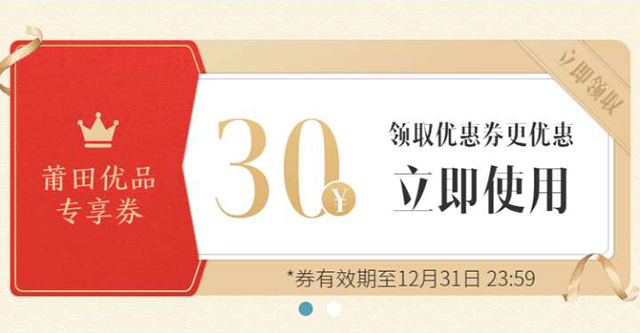 立即领取
莆田优品
专享券
30
¥
领取优惠券更优惠
立即使用
*券有效期至12月31日 23:59